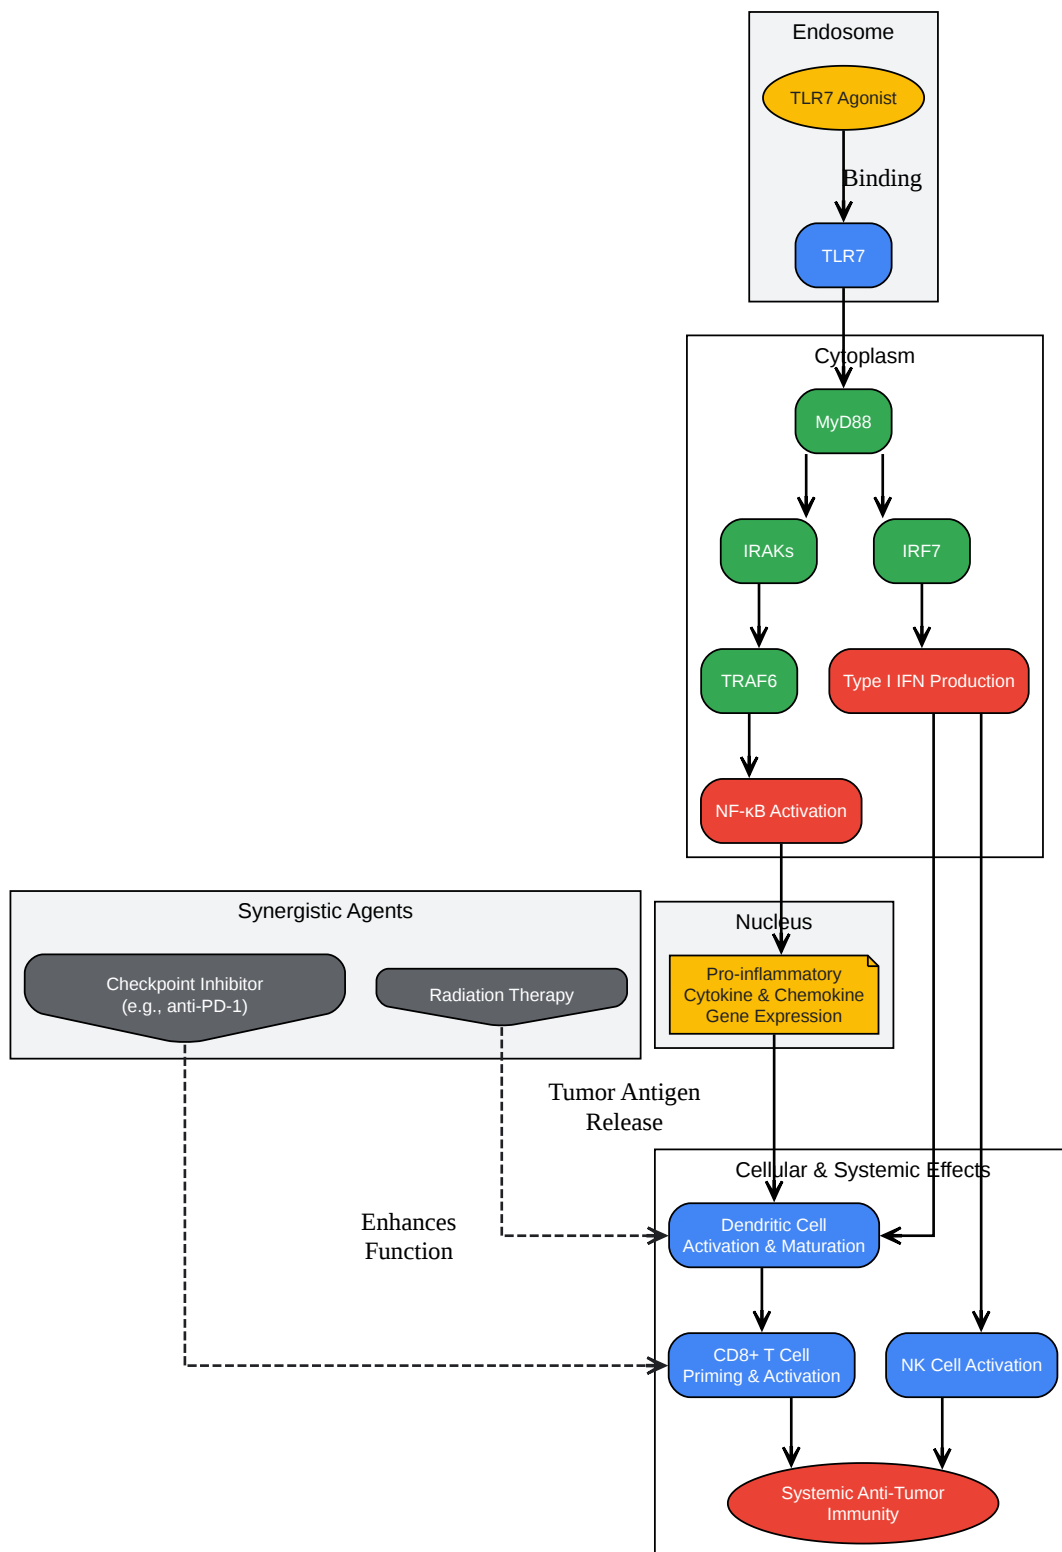 Endosome
TLR7 Agonist
Binding
TLR7
Cytoplasm
MyD88
IRAKs
IRF7
TRAF6
Type I IFN Production
NF-κB Activation
Synergistic Agents
Checkpoint Inhibitor
(e.g., anti-PD-1)
Radiation Therapy
Nucleus
Pro-inflammatory
Cytokine & Chemokine
Gene Expression
Tumor Antigen
Release
Cellular & Systemic Effects
Enhances
Function
Dendritic Cell
Activation & Maturation
CD8+ T Cell
Priming & Activation
NK Cell Activation
Systemic Anti-Tumor
Immunity